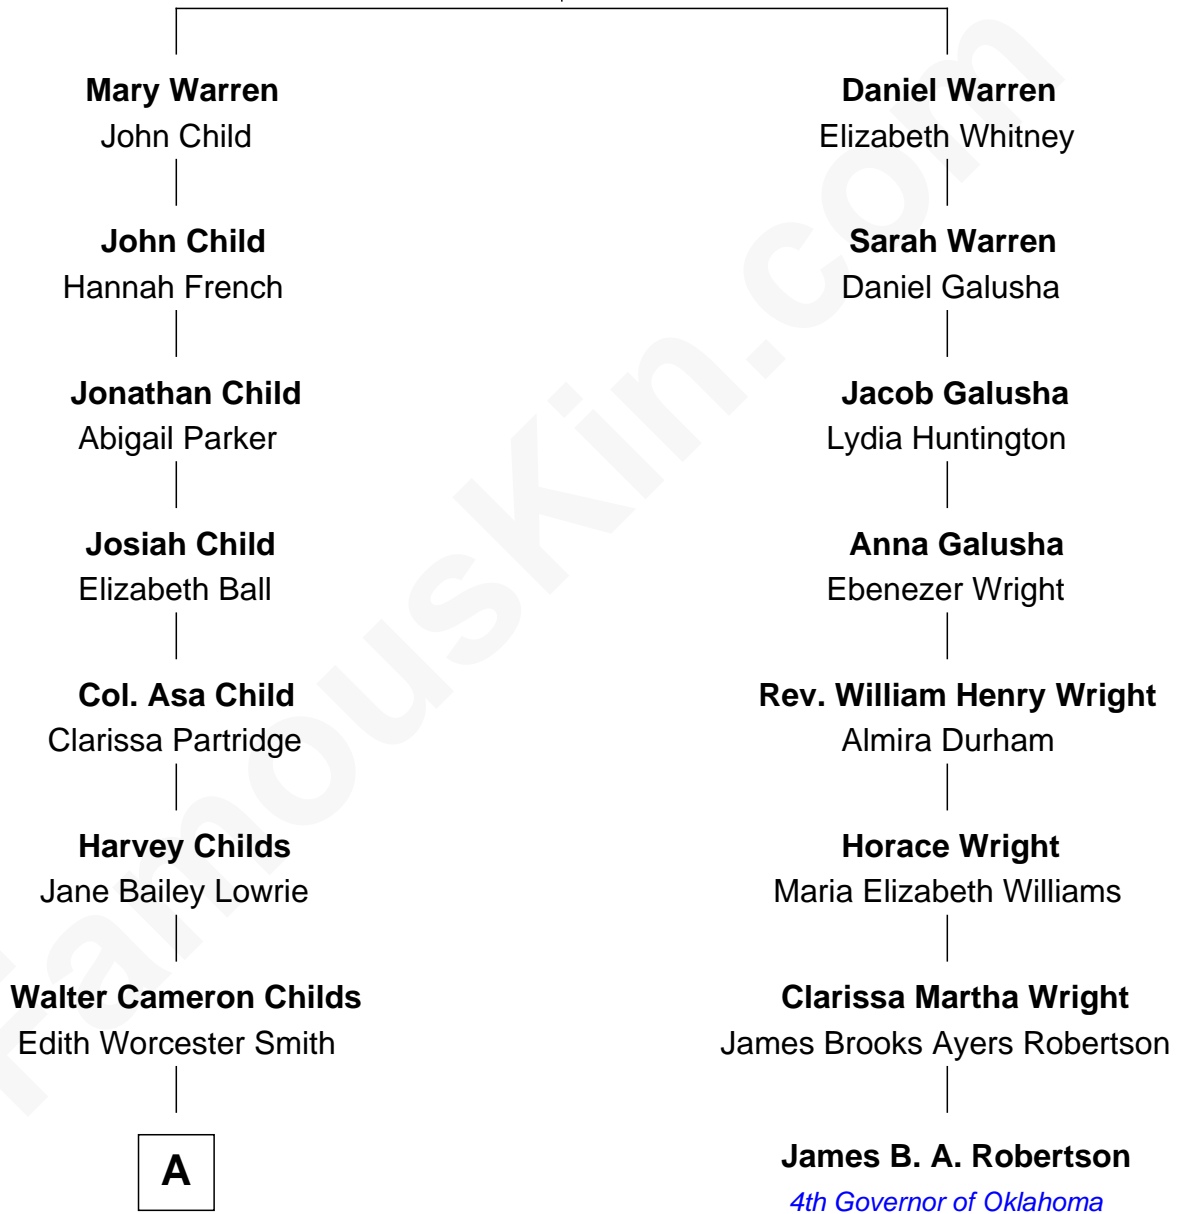 Mary Warren
John Child
John Child
Hannah French
Jonathan Child
Abigail Parker
Josiah Child
Elizabeth Ball
Col. Asa Child
Clarissa Partridge
Harvey Childs
Jane Bailey Lowrie
Walter Cameron Childs
Edith Worcester Smith
A
Daniel Warren
Elizabeth Whitney
Sarah Warren
Daniel Galusha
Jacob Galusha
Lydia Huntington
Anna Galusha
Ebenezer Wright
Rev. William Henry Wright
Almira Durham
Horace Wright
Maria Elizabeth Williams
Clarissa Martha Wright
James Brooks Ayers Robertson
James B. A. Robertson
4th Governor of Oklahoma
FamousKin.com